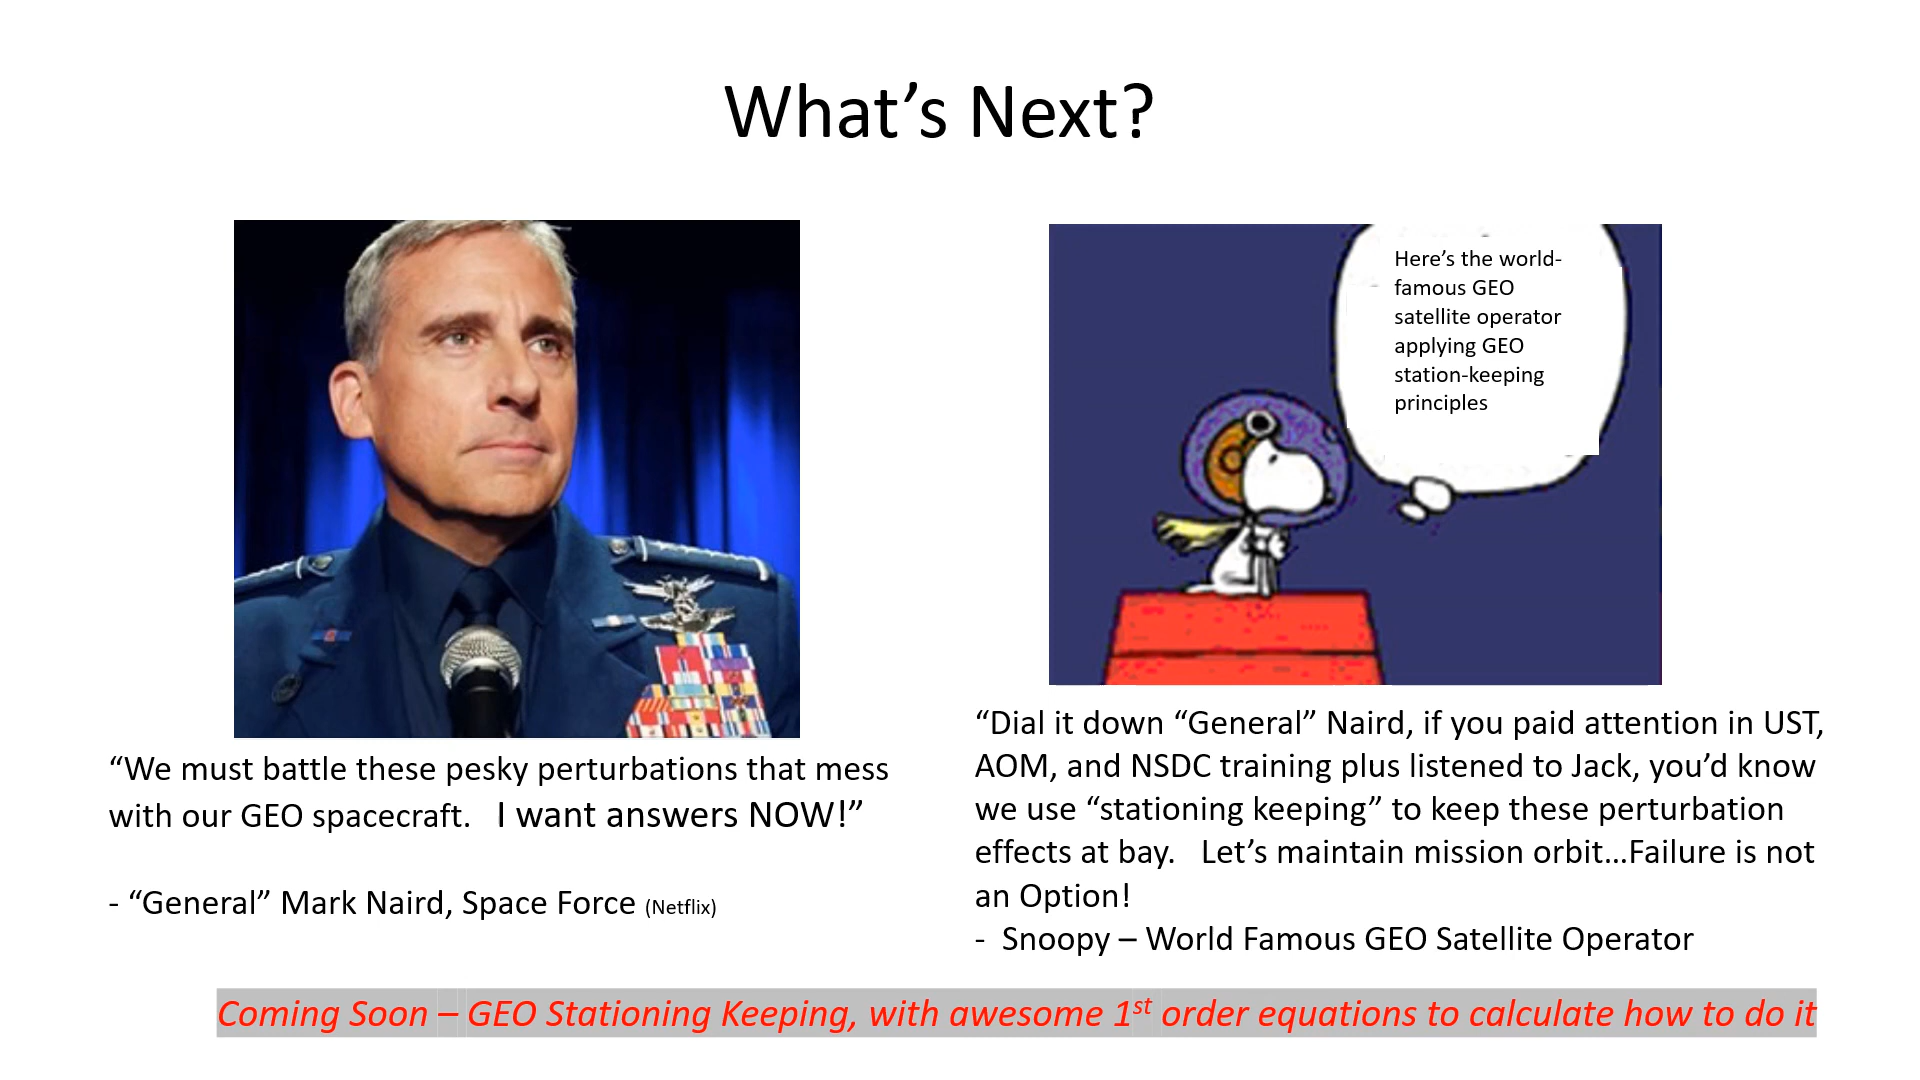 What’s Next?
Here’s the world-
famous GEO
satellite operator
applying GEO
station-keeping
principles
“We must battle these pesky perturbations that mess
with our GEO spacecraft.   I want answers NOW!”
- “General” Mark Naird, Space Force (Netflix)
“Dial it down “General” Naird, if you paid attention in UST,
AOM, and NSDC training plus listened to Jack, you’d know
we use “stationing keeping” to keep these perturbation
effects at bay.   Let’s maintain mission orbit…Failure is not
an Option!
-  Snoopy – World Famous GEO Satellite Operator
Coming Soon – GEO Stationing Keeping, with awesome 1st order equations to calculate how to do it